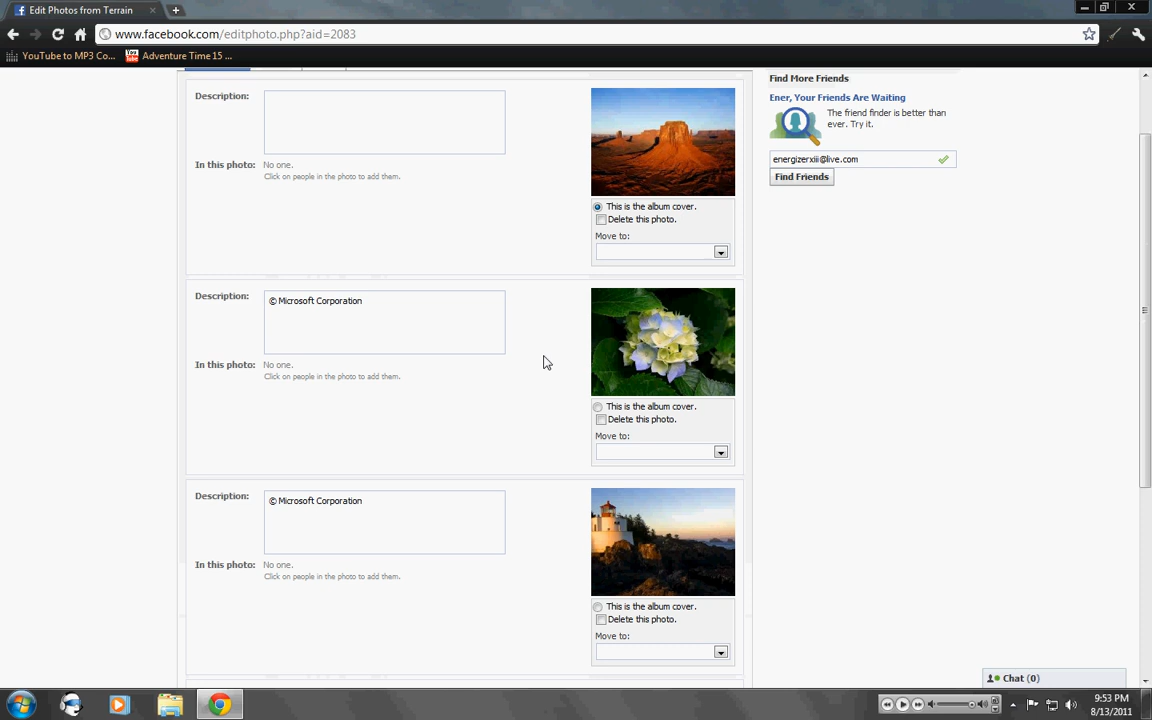 Edit Photos from Terrain
www.facebook.com/editphoto.php?aid=2083
YouTube to MP3 Co...
Adventure Time 15 ...
Description:
In this photo: No one.
Click on people in the photo to add them.
This is the album cover.
Delete this photo.
Move to:
Description: © Microsoft Corporation
In this photo: No one.
Click on people in the photo to add them.
This is the album cover.
Delete this photo.
Move to:
Description: © Microsoft Corporation
In this photo: No one.
Click on people in the photo to add them.
This is the album cover.
Delete this photo.
Move to:
Find More Friends
Ener, Your Friends Are Waiting
The friend finder is better than
ever. Try it.
energizerxiii@live.com
Find Friends
Chat (0)
9:53 PM
8/13/2011